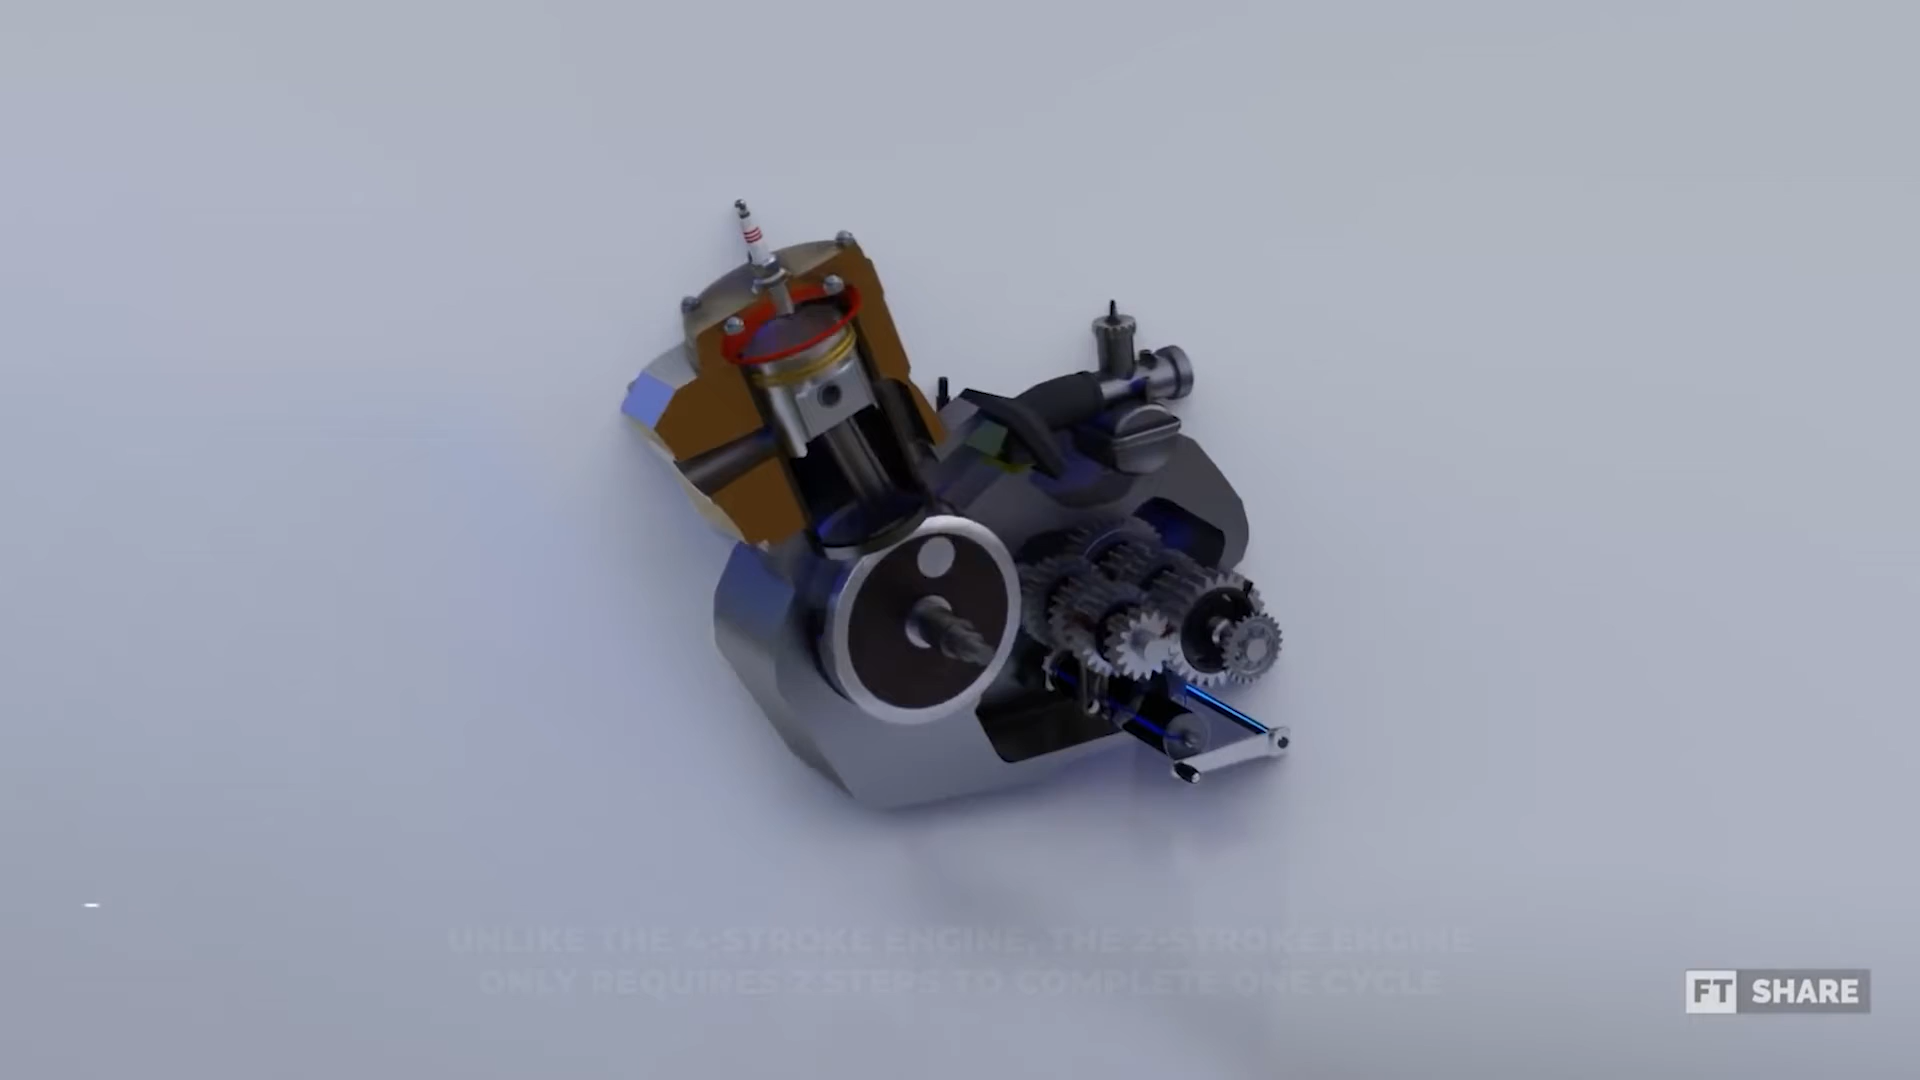 UNLIKE THE 4-STROKE ENGINE, THE 2-STROKE ENGINE
ONLY REQUIRES 2 STEPS TO COMPLETE ONE CYCLE
FT SHARE